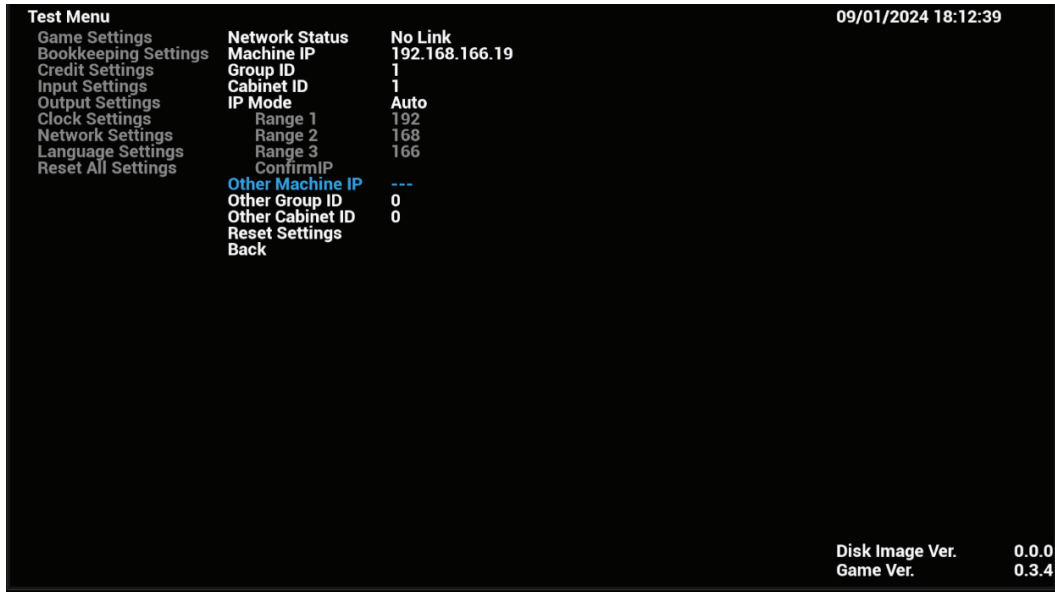 Test Menu 09/01/2024 18:12:39
Game Settings Network Status No Link
Bookkeeping Settings Machine IP 192.168.166.19
Credit Settings Group ID 1
Input Settings Cabinet ID 1
Output Settings IP Mode Auto
Clock Settings Range 1 192
Network Settings Range 2 168
Language Settings Range 3 166
Reset All Settings ConfirmIP
Other Machine IP ---
Other Group ID 0
Other Cabinet ID 0
Reset Settings
Back
Disk Image Ver. 0.0.0
Game Ver. 0.3.4